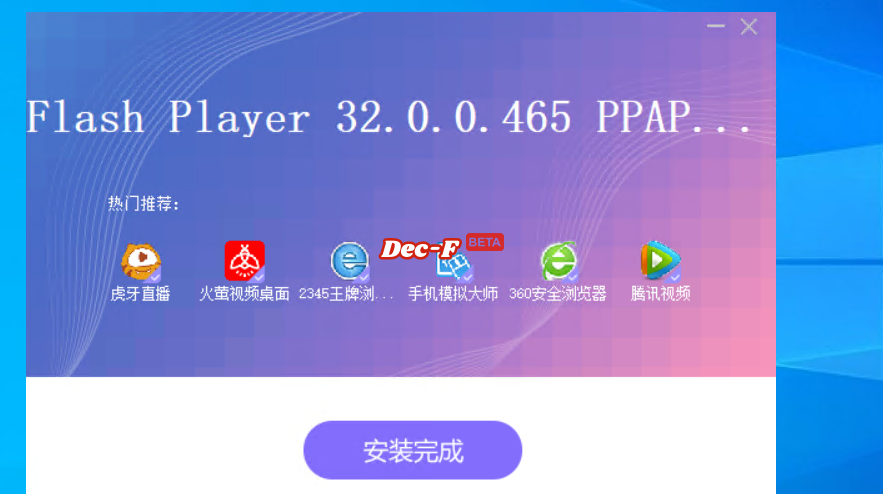 Flash Player 32.0.0.465 PPAP...
热门推荐:
Dec-F BETA
虎牙直播 火萤视频桌面 2345王牌浏... 手机模拟大师 360安全浏览器 腾讯视频
安装完成